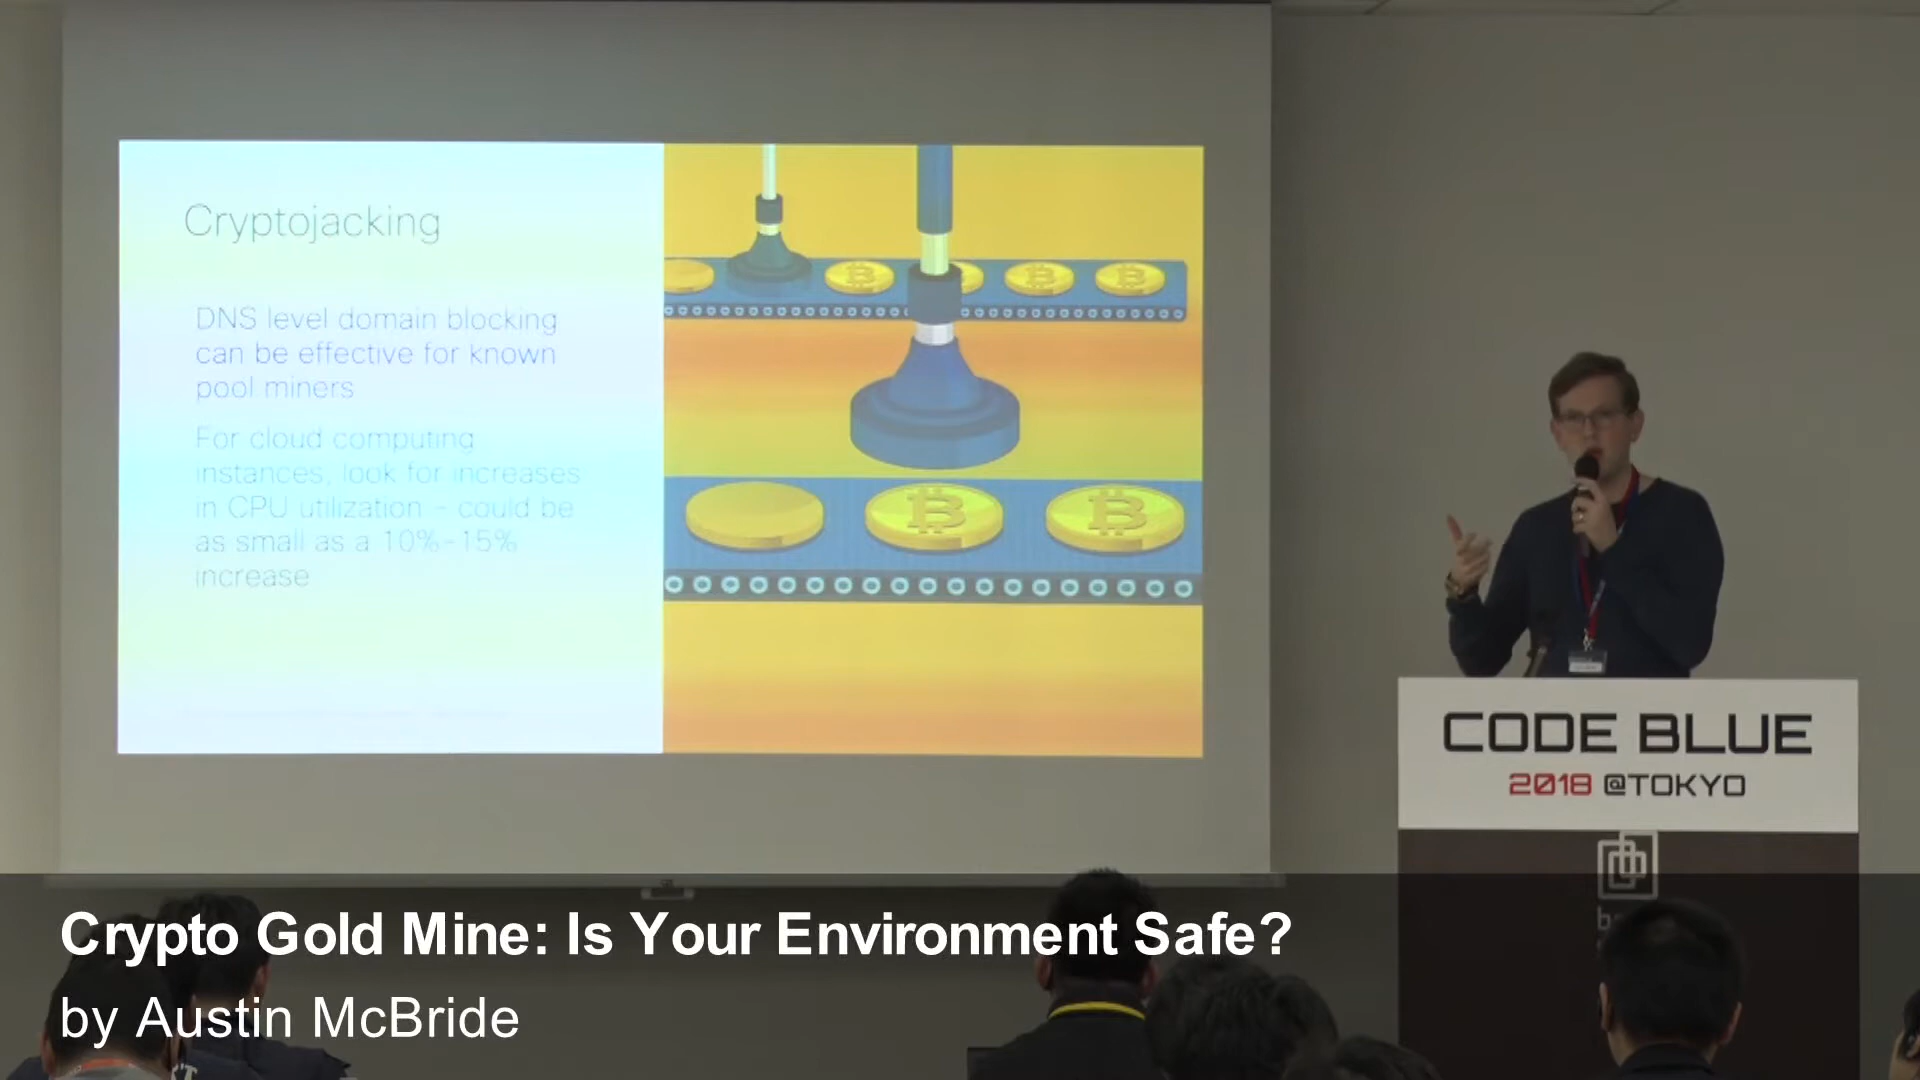 Cryptojacking
DNS level domain blocking
can be effective for known
pool miners
For cloud computing
instances, look for increases
in CPU utilization – could be
as small as a 10%-15%
increase
CODE BLUE
2018 @TOKYO
Crypto Gold Mine: Is Your Environment Safe?
by Austin McBride